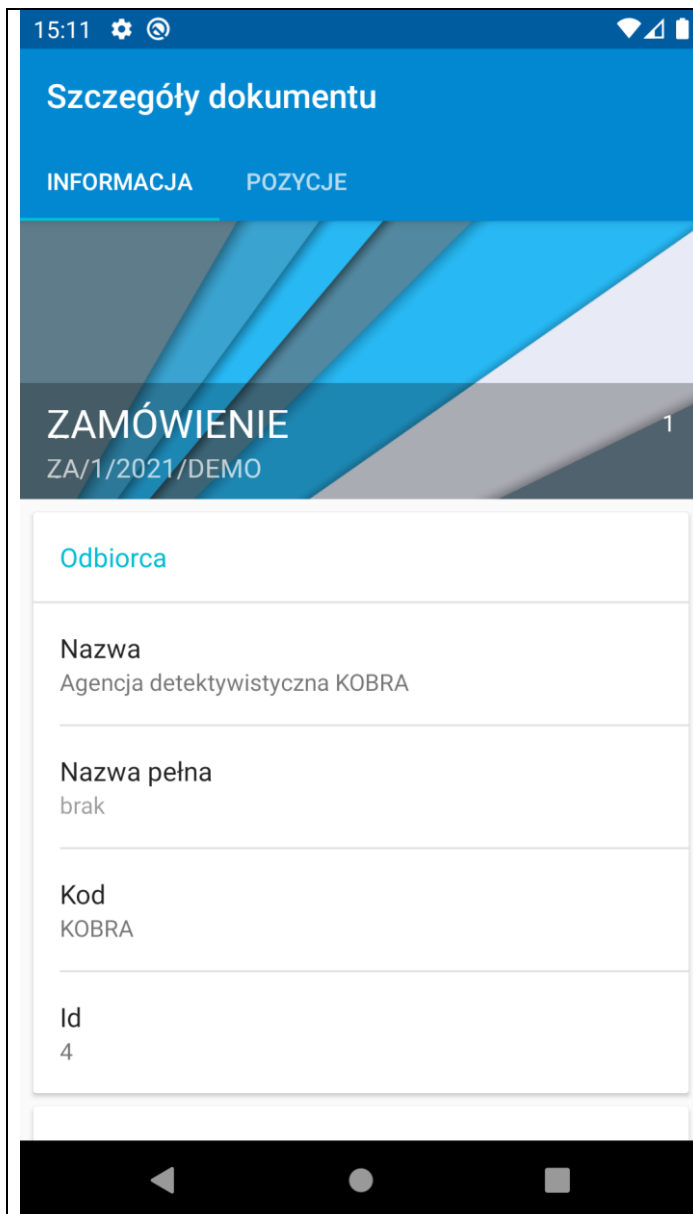 15:11
Szczegóły dokumentu
INFORMACJA POZYCJE
ZAMÓWIENIE 1
ZA/1/2021/DEMO
Odbiorca
Nazwa
Agencja detektywistyczna KOBRA
Nazwa pełna
brak
Kod
KOBRA
Id
4